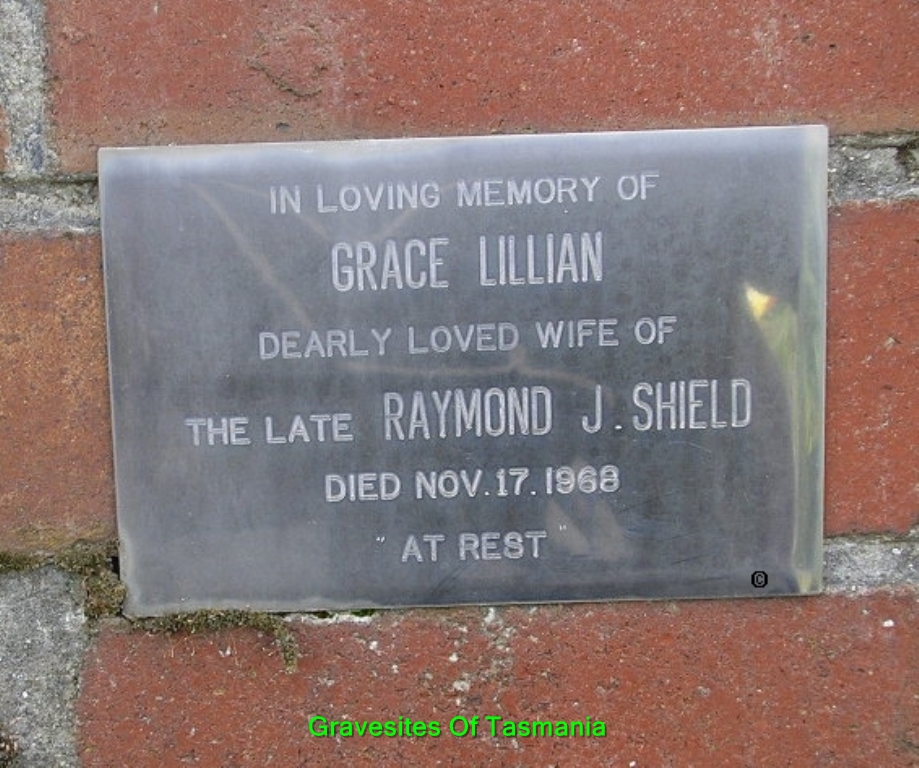 IN LOVING MEMORY OF
GRACE LILLIAN
DEARLY LOVED WIFE OF
THE LATE RAYMOND J. SHIELD
DIED NOV. 17. 1968
"AT REST"
©
Gravesites Of Tasmania